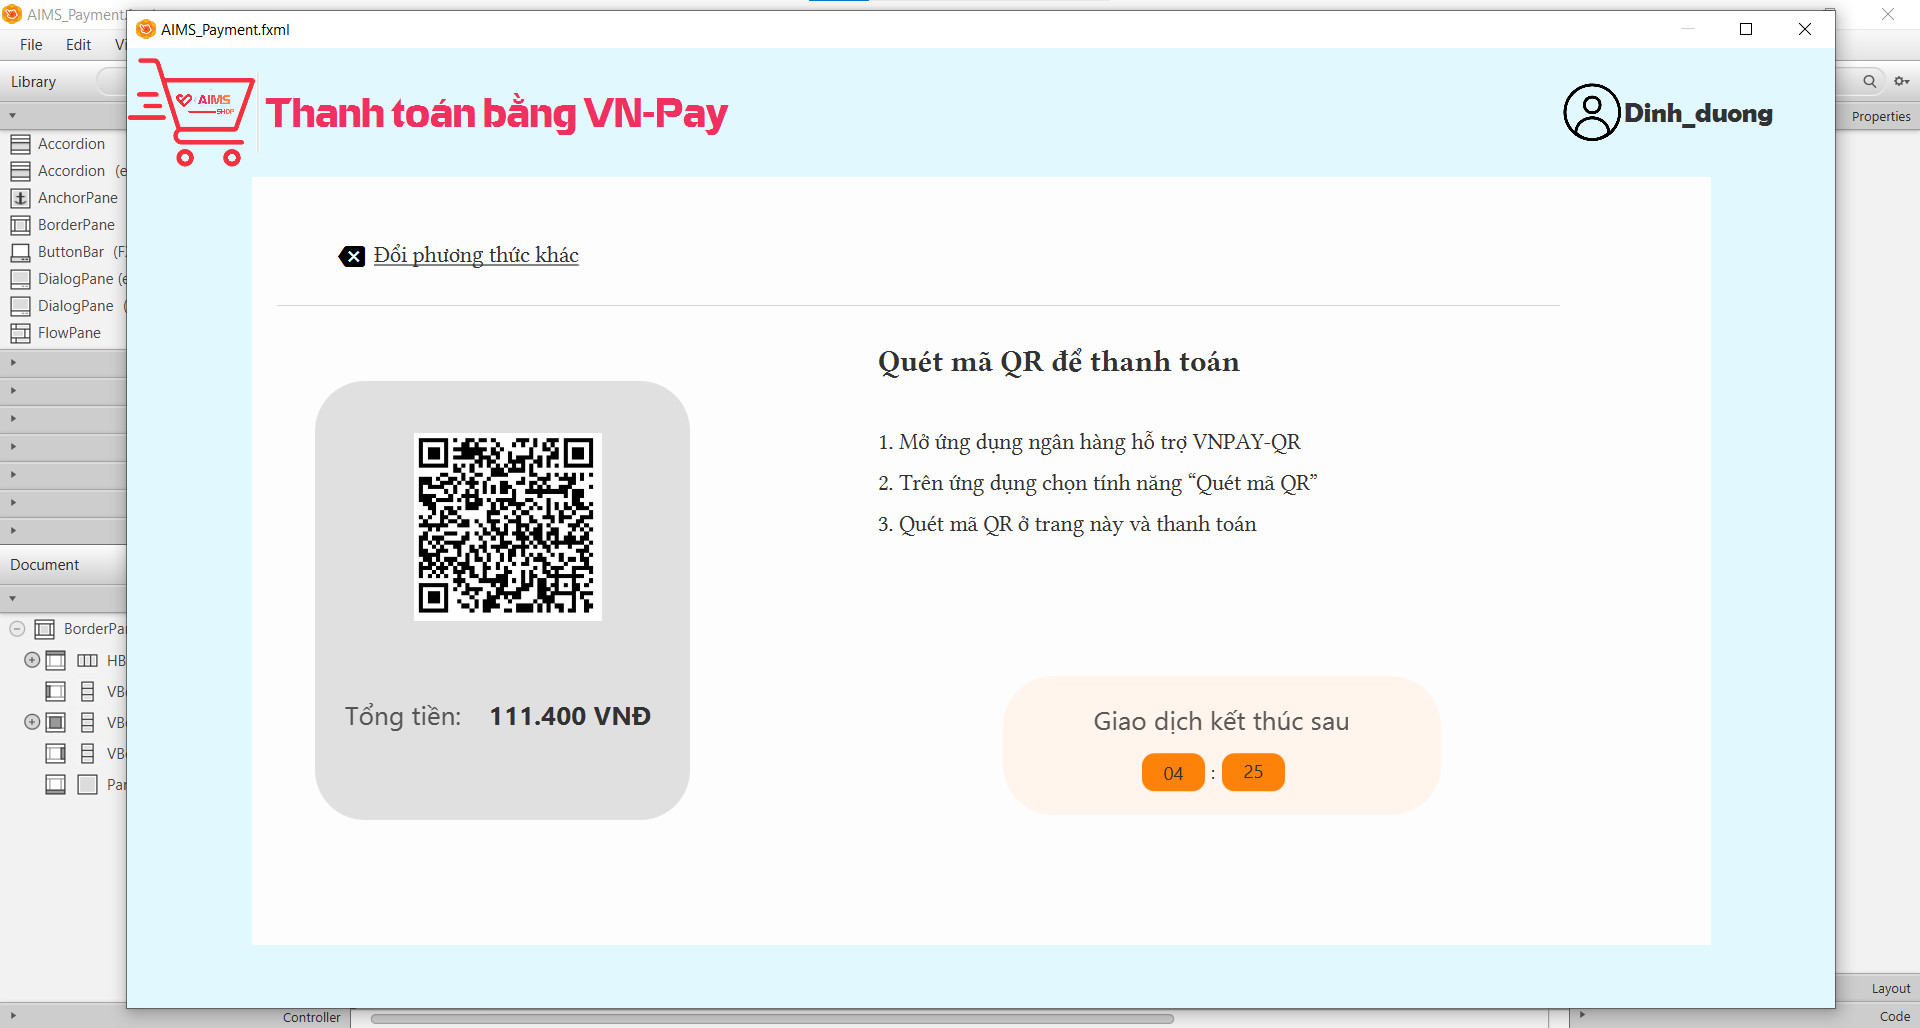 AIMS_Payment.
AIMS_Payment.fxml
File Edit
Library
Accordion
Accordion (e
AnchorPane
BorderPane
ButtonBar (F
DialogPane (e
DialogPane (
FlowPane
Document
BorderPa
HB
VB
VB
VB
Pa
Controller
AIMS
SHOP
Thanh toán bằng VN-Pay
Dinh_duong
Đổi phương thức khác
Quét mã QR để thanh toán
1. Mở ứng dụng ngân hàng hỗ trợ VNPAY-QR
2. Trên ứng dụng chọn tính năng “Quét mã QR”
3. Quét mã QR ở trang này và thanh toán
Tổng tiền: 111.400 VNĐ
Giao dịch kết thúc sau
04 : 25
Properties
Layout
Code